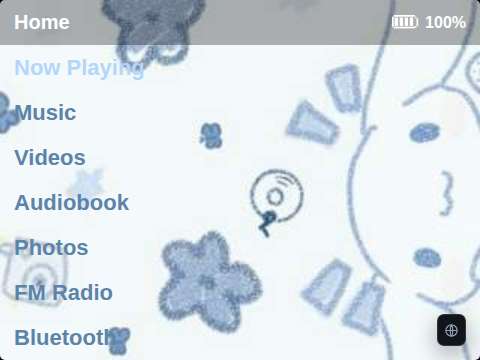 Home
100%
Now Playing
Music
Videos
Audiobook
Photos
FM Radio
Bluetooth